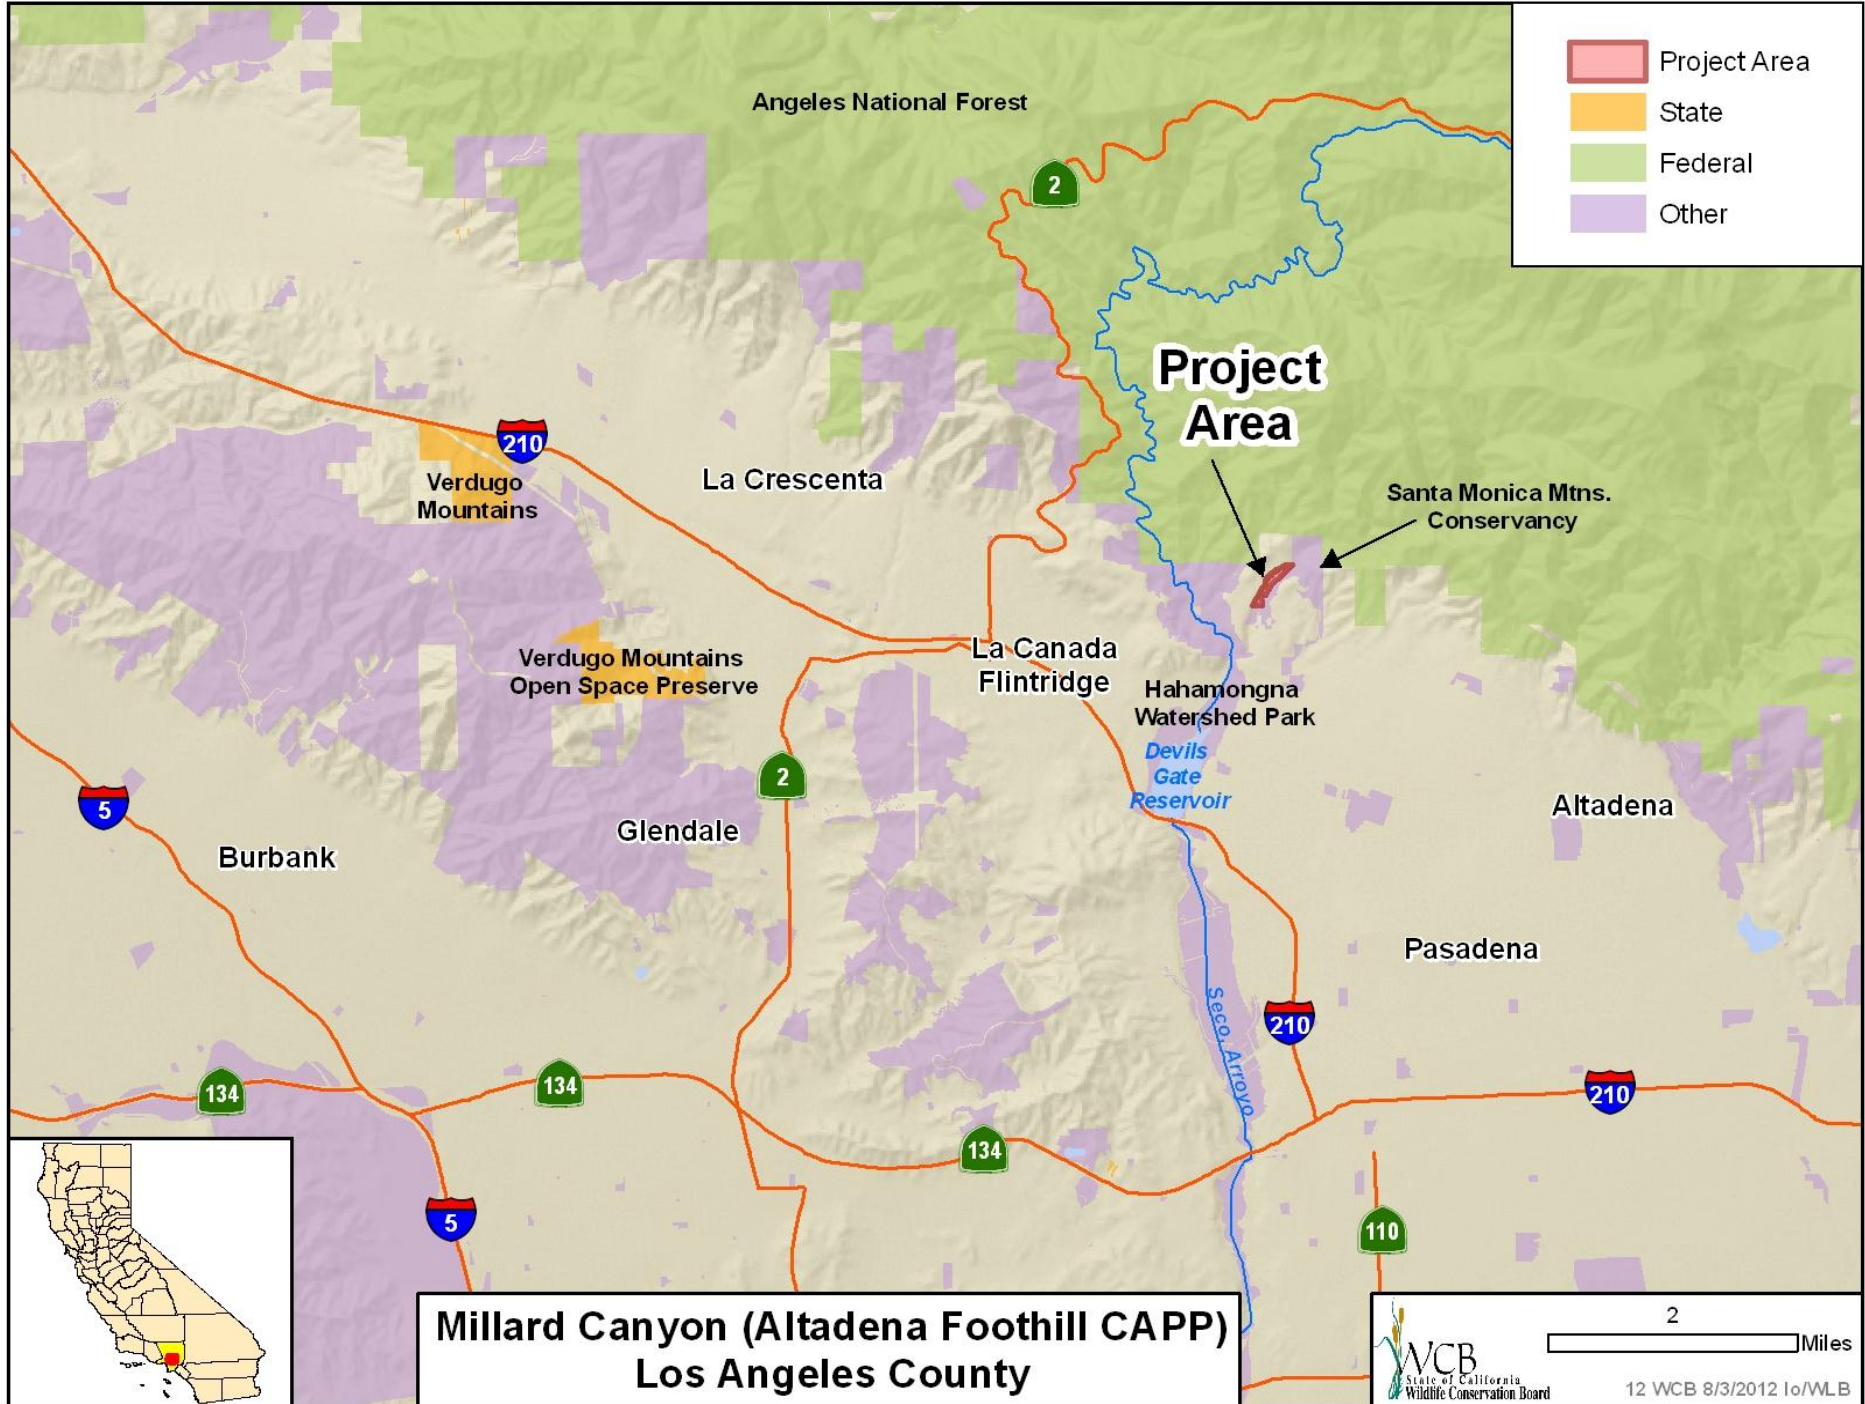 Project Area
State
Federal
Other
Angeles National Forest
2
Project
Area
Santa Monica Mtns.
Conservancy
210
La Crescenta
Verdugo
Mountains
Verdugo Mountains
Open Space Preserve
La Canada
Flintridge
Hahamongna
Watershed Park
Devils
Gate
Reservoir
2
5
Glendale
Burbank
Altadena
Pasadena
Seco, Arroyo
210
134
134
134
210
5
110
Millard Canyon (Altadena Foothill CAPP)
Los Angeles County
2
Miles
WCB
State of California
Wildlife Conservation Board
12 WCB 8/3/2012 lo/WLB